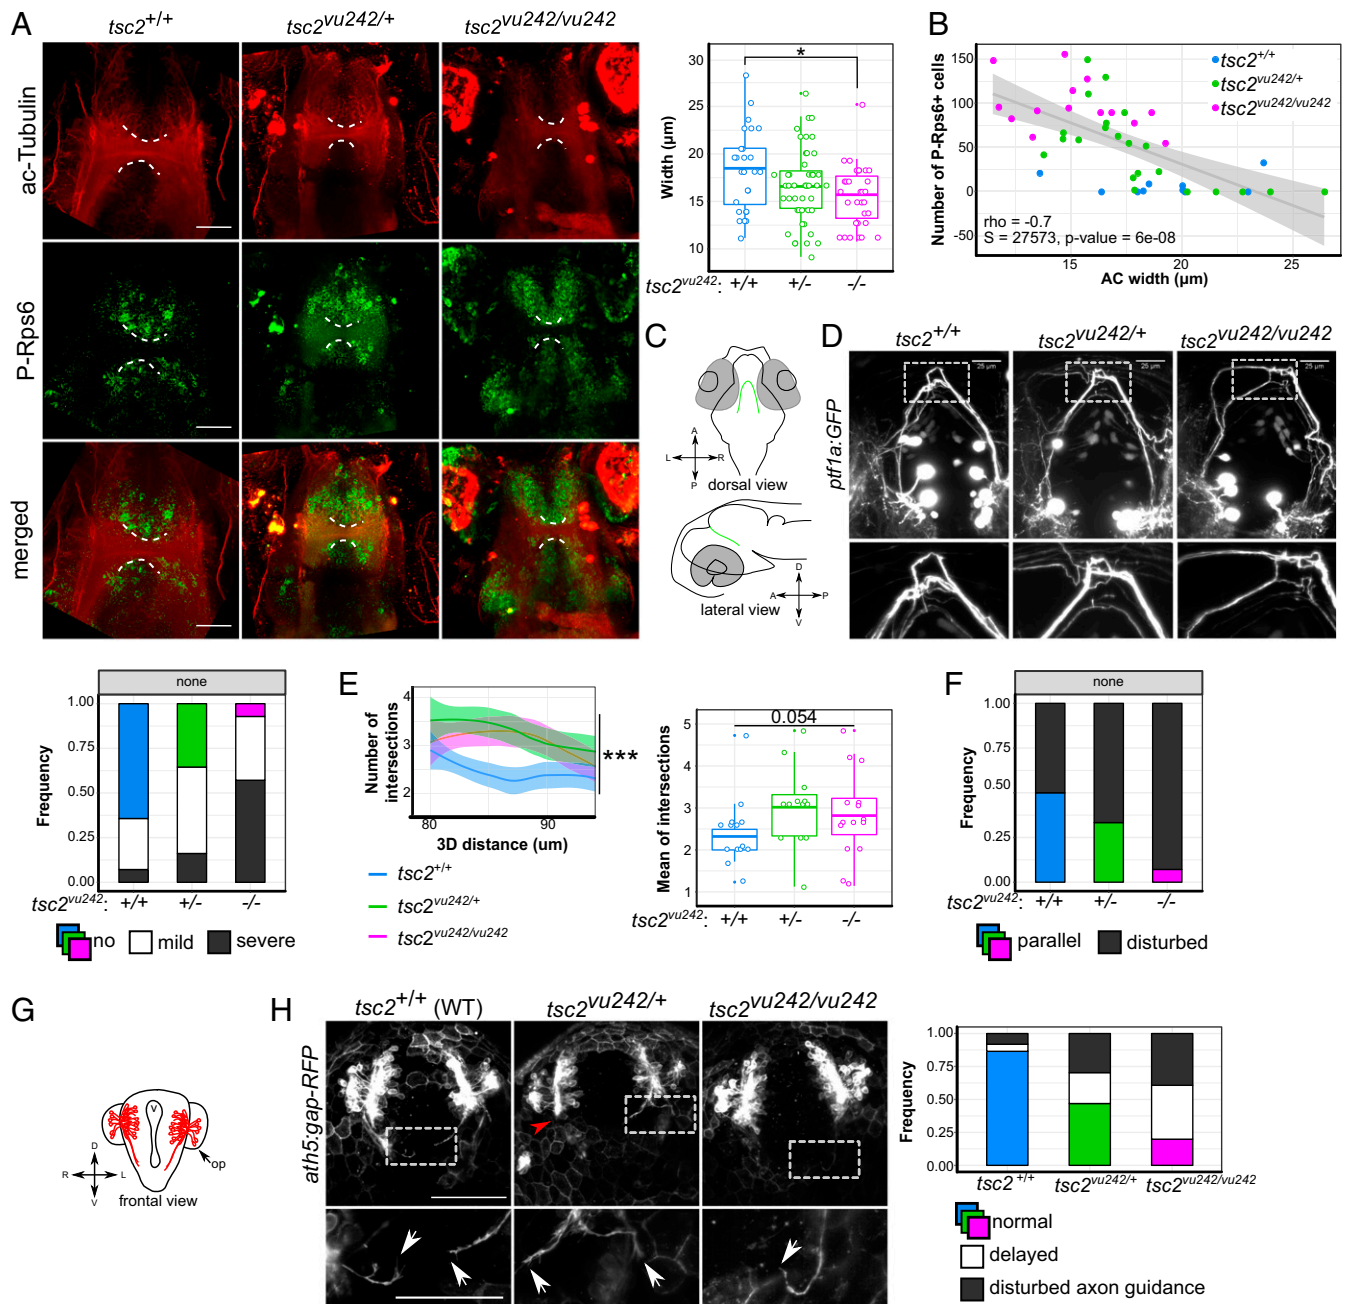 A
tsc2+/+
tsc2vu242/+
tsc2vu242/vu242
ac-Tubulin
P-Rps6
merged
Width (µm)
30
25
20
15
10
*
tsc2vu242: +/+ +/- -/-
B
Number of P-Rps6+ cells
150
100
50
0
-50
tsc2+/+
tsc2vu242/+
tsc2vu242/vu242
rho = -0.7
S = 27573, p-value = 6e-08
15 20 25
AC width (µm)
C
A
L R
P
dorsal view
D
A P
V
lateral view
D
tsc2+/+
tsc2vu242/+
tsc2vu242/vu242
ptf1a:GFP
25 µm
25 µm
25 µm
none
Frequency
1.00
0.75
0.50
0.25
0.00
tsc2vu242: +/+ +/- -/-
no mild severe
E
Number of
intersections
4
3
2
80 90
3D distance (um)
***
tsc2+/+
tsc2vu242/+
tsc2vu242/vu242
Mean of intersections
5
4
3
2
1
0.054
tsc2vu242: +/+ +/- -/-
F
none
Frequency
1.00
0.75
0.50
0.25
0.00
tsc2vu242: +/+ +/- -/-
parallel disturbed
G
V
D
R L
V
op
frontal view
H
tsc2+/+ (WT)
tsc2vu242/+
tsc2vu242/vu242
ath5:gap-RFP
Frequency
1.00
0.75
0.50
0.25
0.00
tsc2+/+ tsc2vu242/+ tsc2vu242/vu242
normal
delayed
disturbed axon guidance